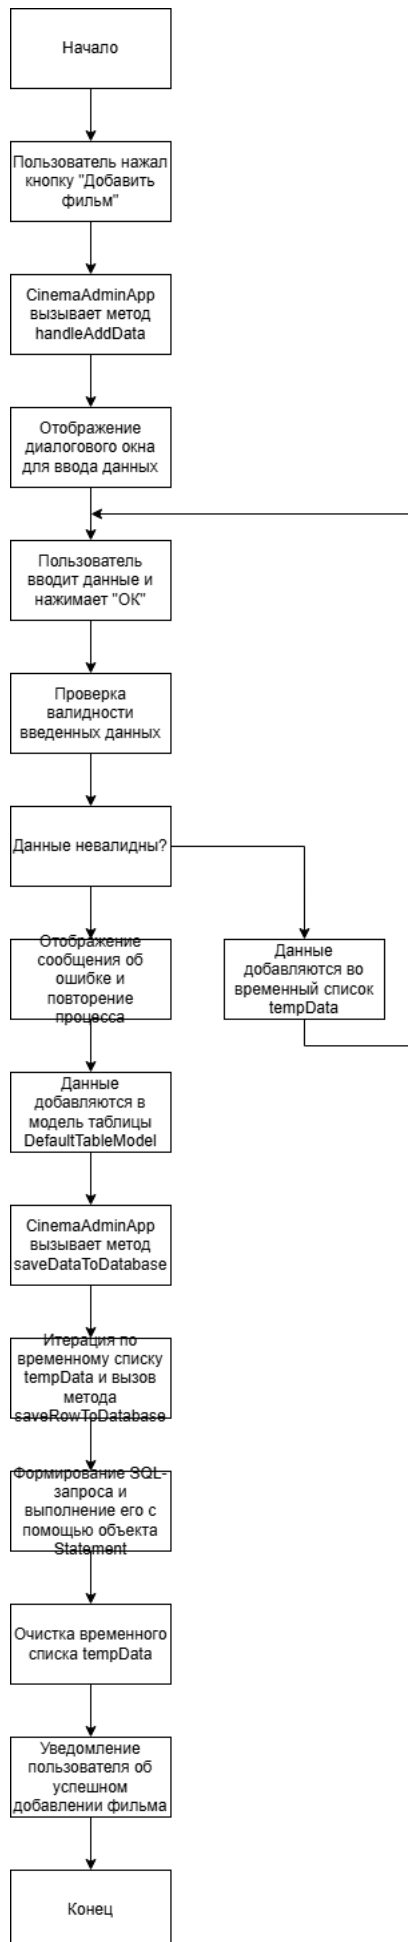 Начало
Пользователь нажал
кнопку "Добавить
фильм"
CinemaAdminApp
вызывает метод
handleAddData
Отображение
диалогового окна
для ввода данных
Пользователь
вводит данные и
нажимает "ОК"
Проверка
валидности
введенных данных
Данные невалидны?
Отображение
сообщения об
ошибке и
повторение
процесса
Данные
добавляются во
временный список
tempData
Данные
добавляются в
модель таблицы
DefaultTableModel
CinemaAdminApp
вызывает метод
saveDataToDatabase
Итерация по
временному списку
tempData и вызов
метода
saveRowToDatabase
Формирование SQL-
запроса и
выполнение его с
помощью объекта
Statement
Очистка временного
списка tempData
Уведомление
пользователя об
успешном
добавлении фильма
Конец